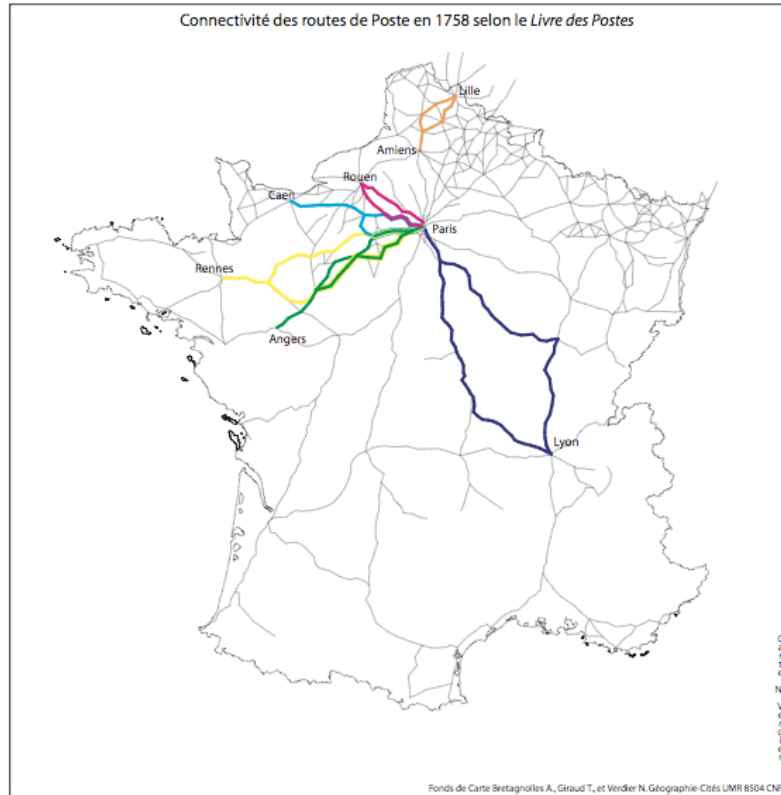 Connectivité des routes de Poste en 1758 selon le Livre des Postes
Lille
Amiens
Rouen
Caen
Paris
Rennes
Angers
Lyon
Fonds de Carte Bretagnolles A., Giraud T., et Verdier N. Géographie-Cités UMR 8504 CN